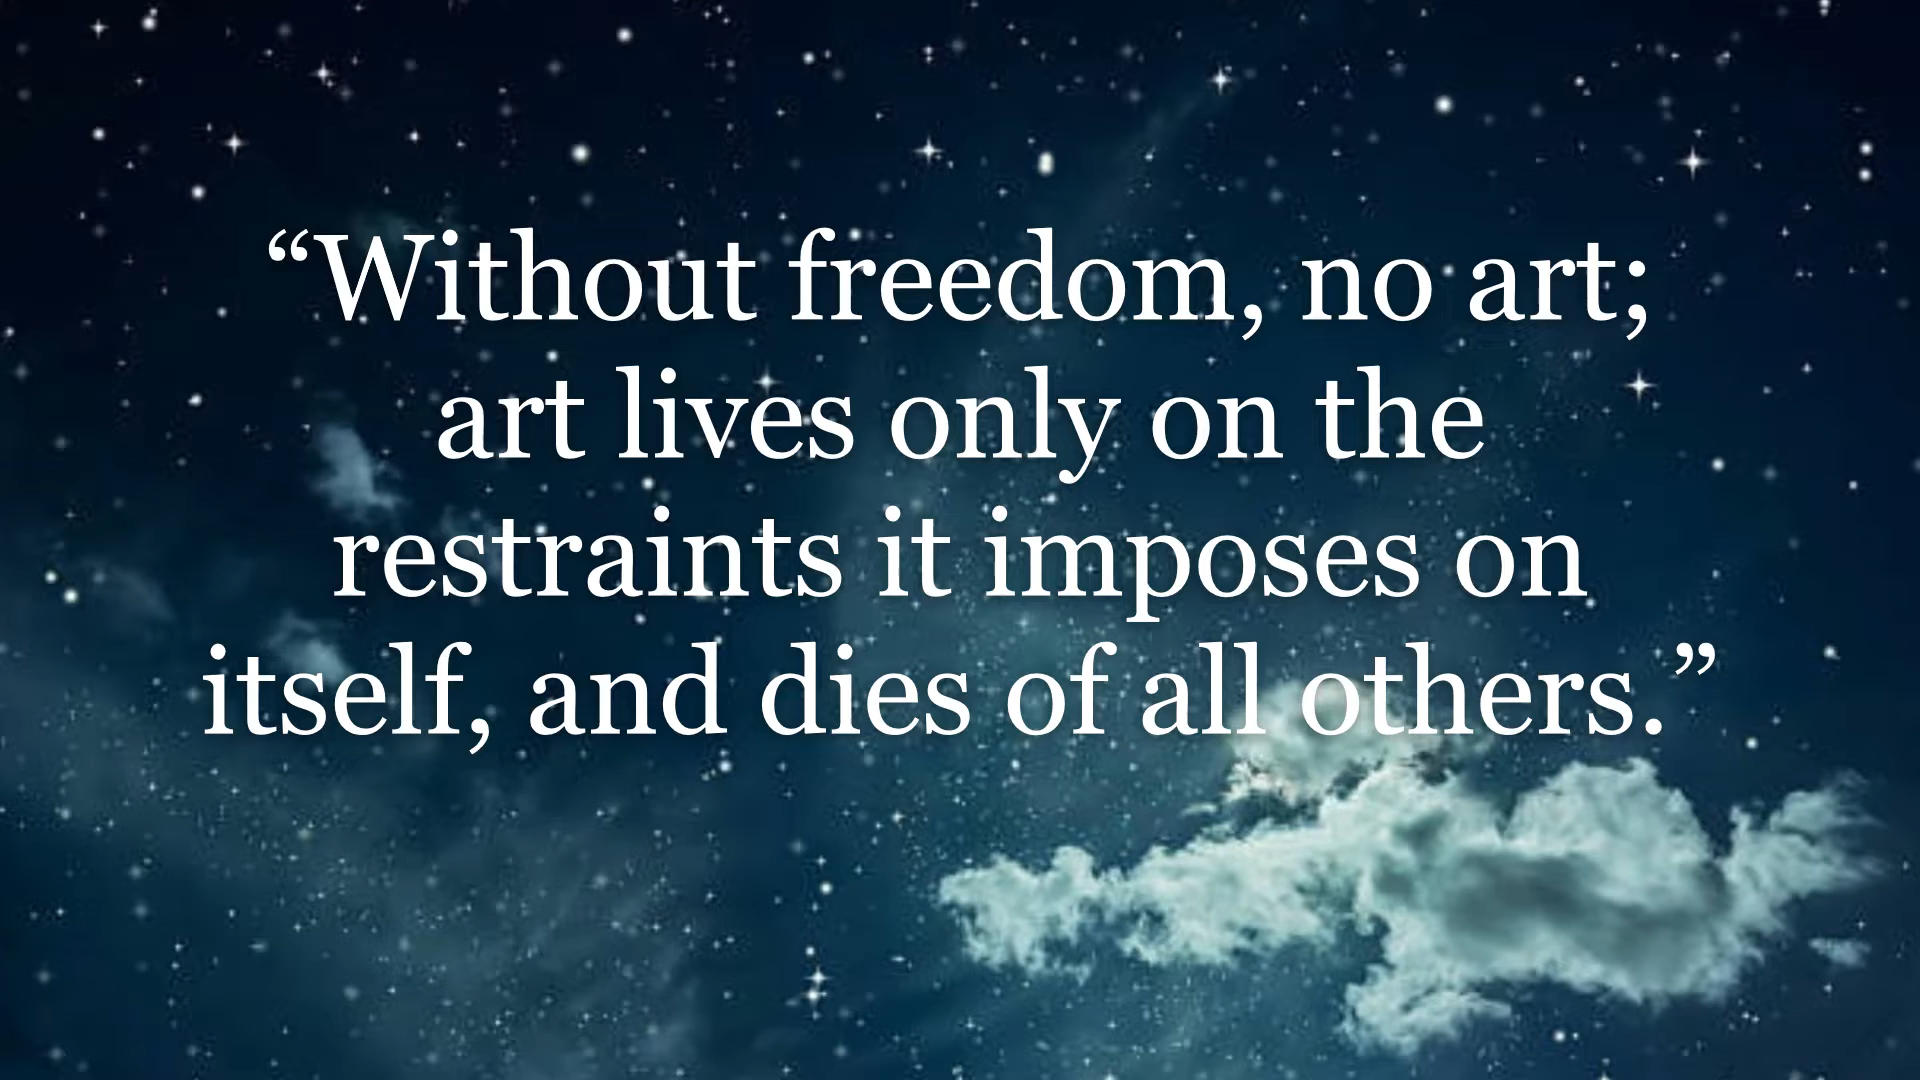 “Without freedom, no art;
art lives only on the
restraints it imposes on
itself, and dies of all others.”